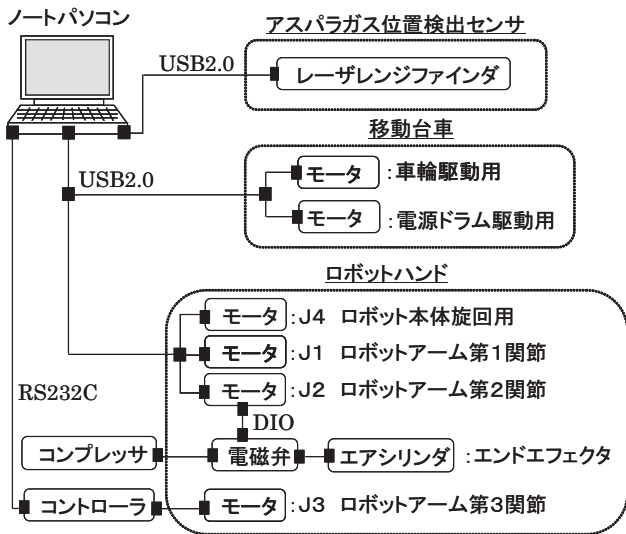 ノートパソコン
アスパラガス位置検出センサ
USB2.0
レーザレンジファインダ
移動台車
USB2.0
モータ:車輪駆動用
モータ:電源ドラム駆動用
ロボットハンド
モータ:J4 ロボット本体旋回用
モータ:J1 ロボットアーム第1関節
モータ:J2 ロボットアーム第2関節
RS232C
DIO
コンプレッサ 電磁弁 エアシリンダ:エンドエフェクタ
コントローラ モータ:J3 ロボットアーム第3関節